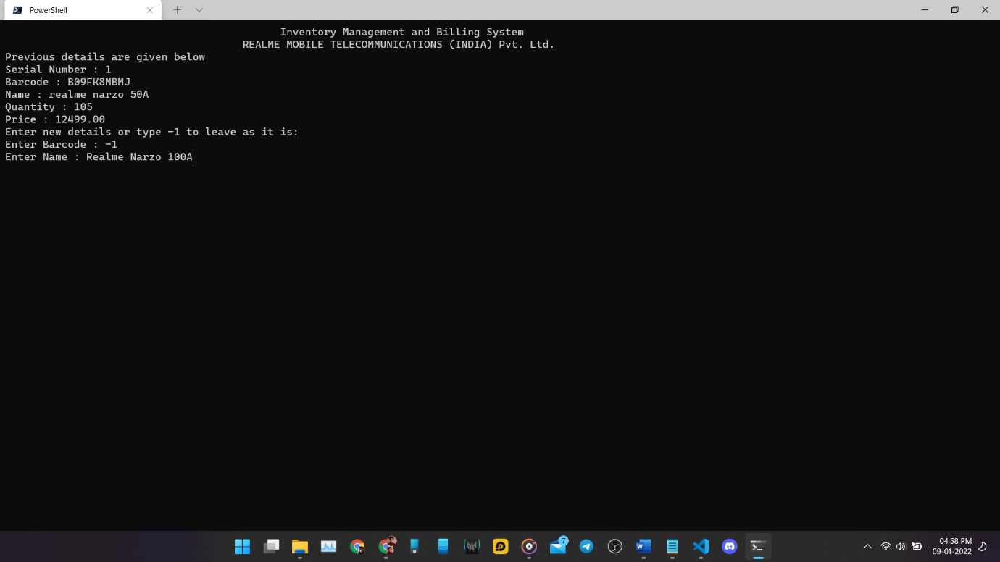 PowerShell
Inventory Management and Billing System
REALME MOBILE TELECOMMUNICATIONS (INDIA) Pvt. Ltd.
Previous details are given below
Serial Number : 1
Barcode : B09FK8MBMJ
Name : realme narzo 50A
Quantity : 105
Price : 12499.00
Enter new details or type -1 to leave as it is:
Enter Barcode : -1
Enter Name : Realme Narzo 100A
7
04:58 PM
09-01-2022